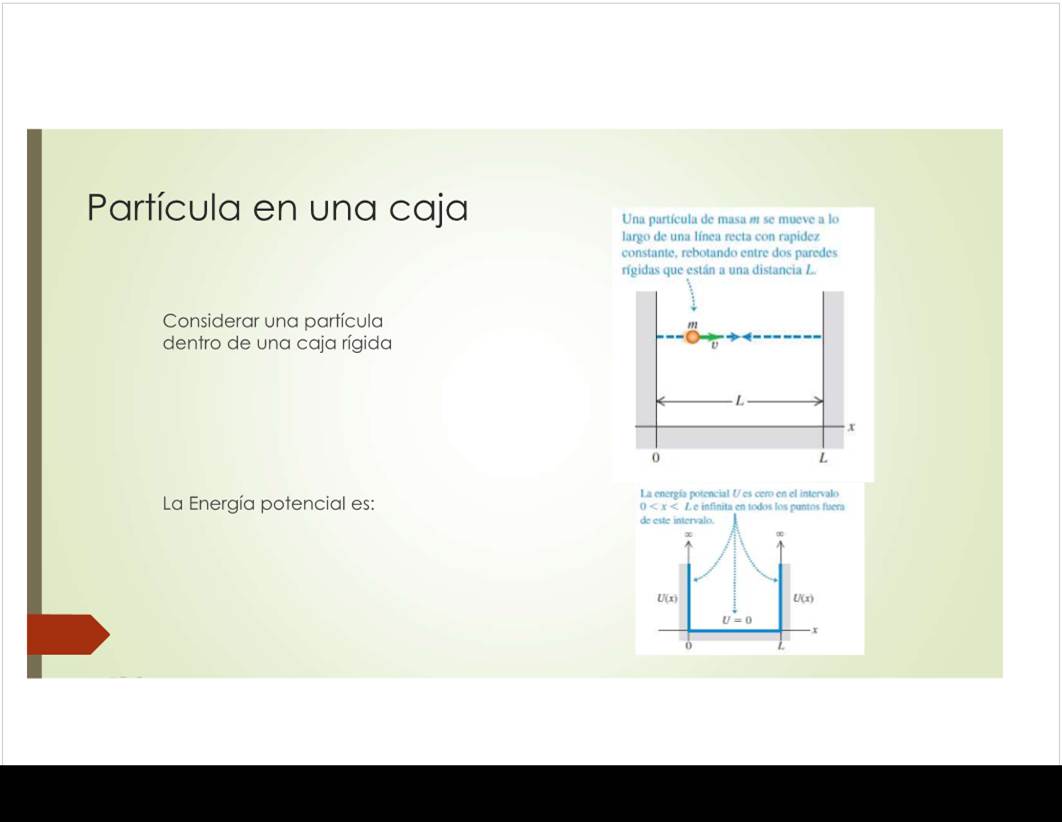 Partícula en una caja
Considerar una partícula
dentro de una caja rígida
La Energía potencial es:
Una partícula de masa m se mueve a lo
largo de una línea recta con rapidez
constante, rebotando entre dos paredes
rígidas que están a una distancia L.
m
v
L
x
0
L
La energía potencial U es cero en el intervalo
0 < x < L e infinita en todos los puntos fuera
de este intervalo.
∞
∞
U(x)
U(x)
U = 0
x
0
L